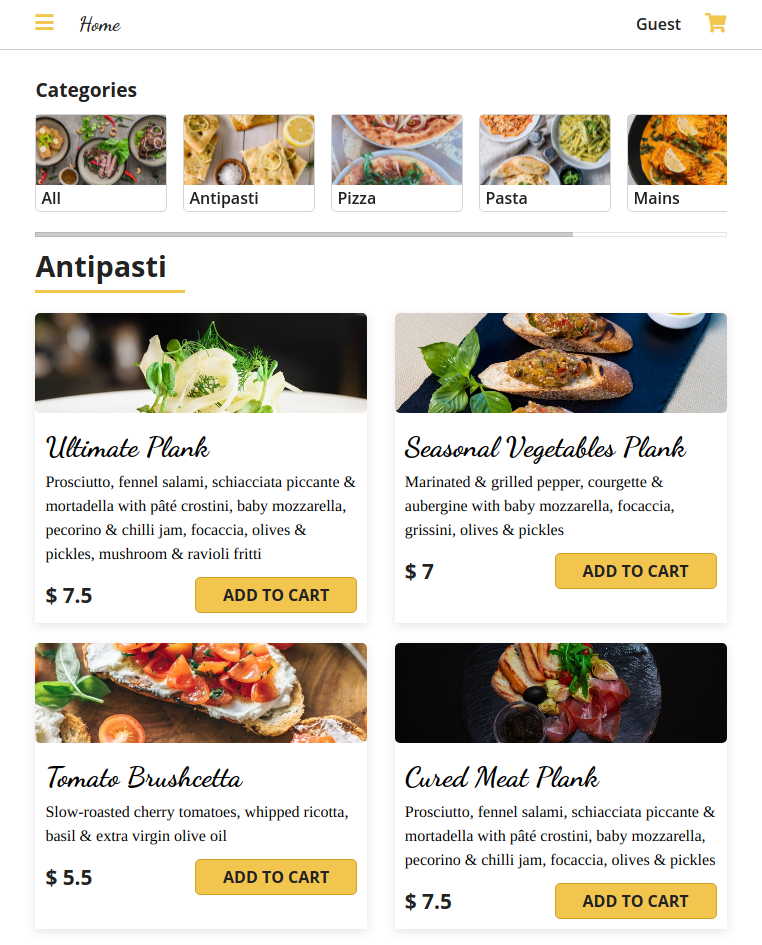 Home
Guest
Categories
All
Antipasti
Pizza
Pasta
Mains
Antipasti
Ultimate Plank
Prosciutto, fennel salami, schiacciata piccante &
mortadella with pâté crostini, baby mozzarella,
pecorino & chilli jam, focaccia, olives &
pickles, mushroom & ravioli fritti
$ 7.5
ADD TO CART
Seasonal Vegetables Plank
Marinated & grilled pepper, courgette &
aubergine with baby mozzarella, focaccia,
grissini, olives & pickles
$ 7
ADD TO CART
Tomato Brushcetta
Slow-roasted cherry tomatoes, whipped ricotta,
basil & extra virgin olive oil
$ 5.5
ADD TO CART
Cured Meat Plank
Prosciutto, fennel salami, schiacciata piccante &
mortadella with pâté crostini, baby mozzarella,
pecorino & chilli jam, focaccia, olives & pickles
$ 7.5
ADD TO CART